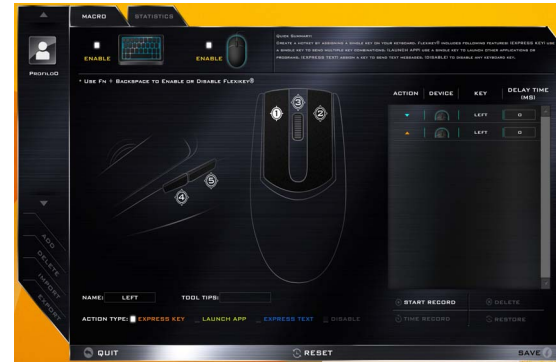 MACRO STATISTICS
ENABLE ENABLE
QUICK SUMMARY:
CREATE A HOTKEY BY ASSIGNING A SINGLE KEY ON YOUR KEYBOARD. FLEXIKEY® INCLUDED FOLLOWING FEATURES: (EXPRESS KEY) USE
A SINGLE KEY TO SEND MULTIPLE KEY COMBINATIONS. (LAUNCH APP) USE A SINGLE KEY TO LAUNCH OTHER APPLICATIONS OR
PROGRAMS. (EXPRESS TEXT) ASSIGN A KEY TO SEND TEXT MESSAGES. (DISABLE) TO DISABLE ANY KEYBOARD KEY.
PROFILO0
* USE FN + BACKSPACE TO ENABLE OR DISABLE FLEXIKEY®
ACTION DEVICE KEY DELAY TIME (MS)
LEFT 0
LEFT 0
1
2
3
4
5
ADD
DELETE
IMPORT
EXPORT
NAME: LEFT TOOL TIPS:
ACTION TYPE: EXPRESS KEY LAUNCH APP EXPRESS TEXT DISABLE
START RECORD DELETE
TIME RECORD RESTORE
QUIT RESET SAVE